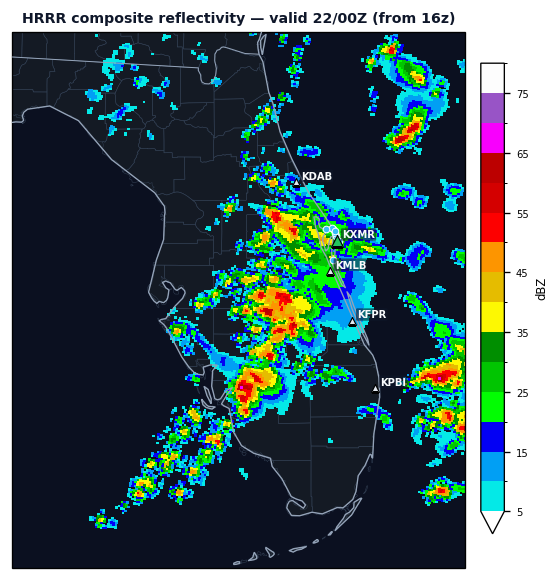 HRRR composite reflectivity — valid 22/00Z (from 16z)
75
65
55
45
35
25
15
5
dBZ
KDAB
KXMR
KMLB
KFPR
KPBI